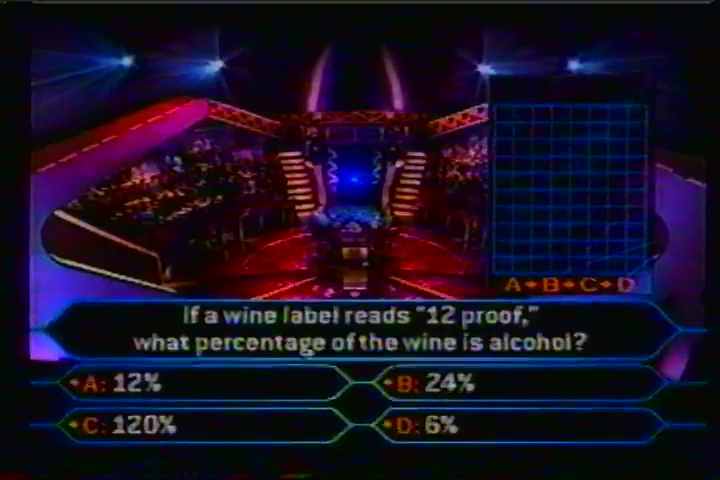 A◆B◆C◆D
If a wine label reads "12 proof,"
what percentage of the wine is alcohol?
◆A: 12%
◆B: 24%
◆C: 120%
◆D: 6%